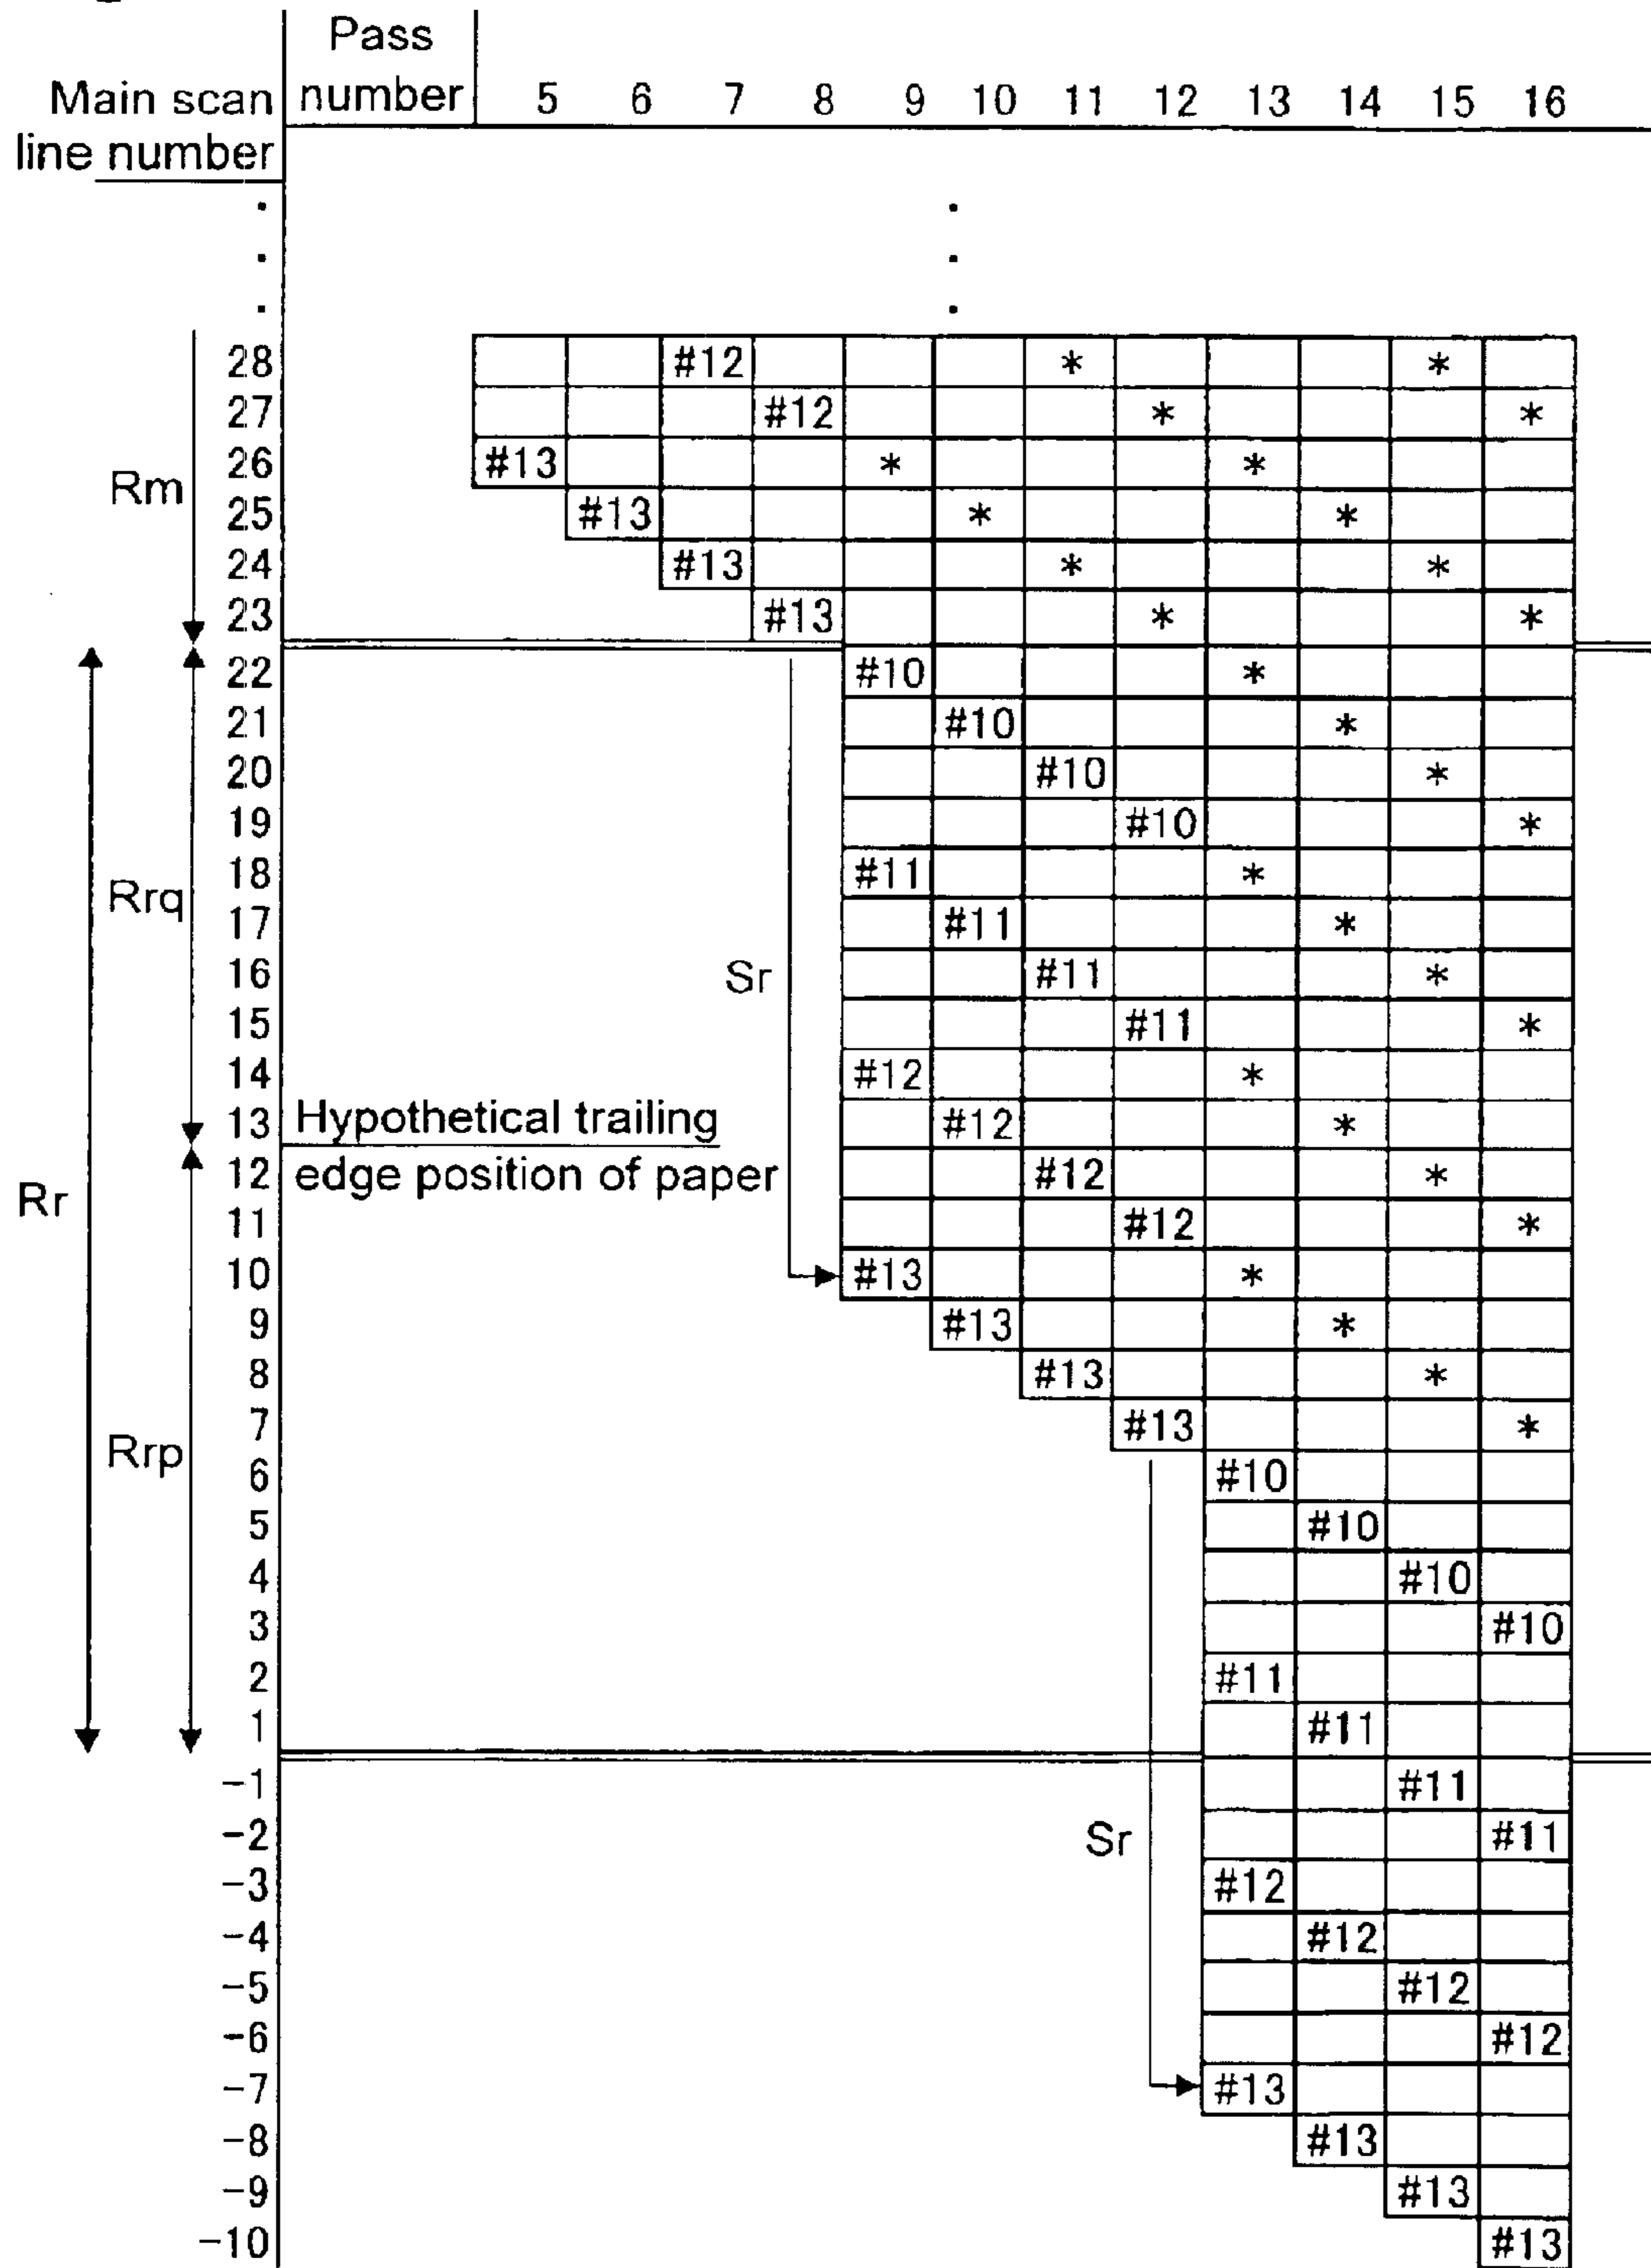 Pass
Main scan number 5 6 7 8 9 10 11 12 13 14 15 16
line number
.	.
.	.
.	.
28 #12 * *
27 #12 * *
26 #13 * *
Rm 25 #13 * *
24 #13 * *
23 #13 * *
22 #10 *
21 #10 *
20 #10 *
19 #10 *
18 #11 *
Rrq 17 #11 *
16 Sr #11 *
15 #11 *
14 #12 *
13 Hypothetical trailing #12 *
Rr 12 edge position of paper #12 *
11 #12 *
10 #13 *
9 #13 *
8 #13 *
7 #13 *
Rrp 6 #10
5 #10
4 #10
3 #10
2 #11
1 #11
-1 #11
-2 Sr #11
-3 #12
-4 #12
-5 #12
-6 #12
-7 #13
-8 #13
-9 #13
-10 #13